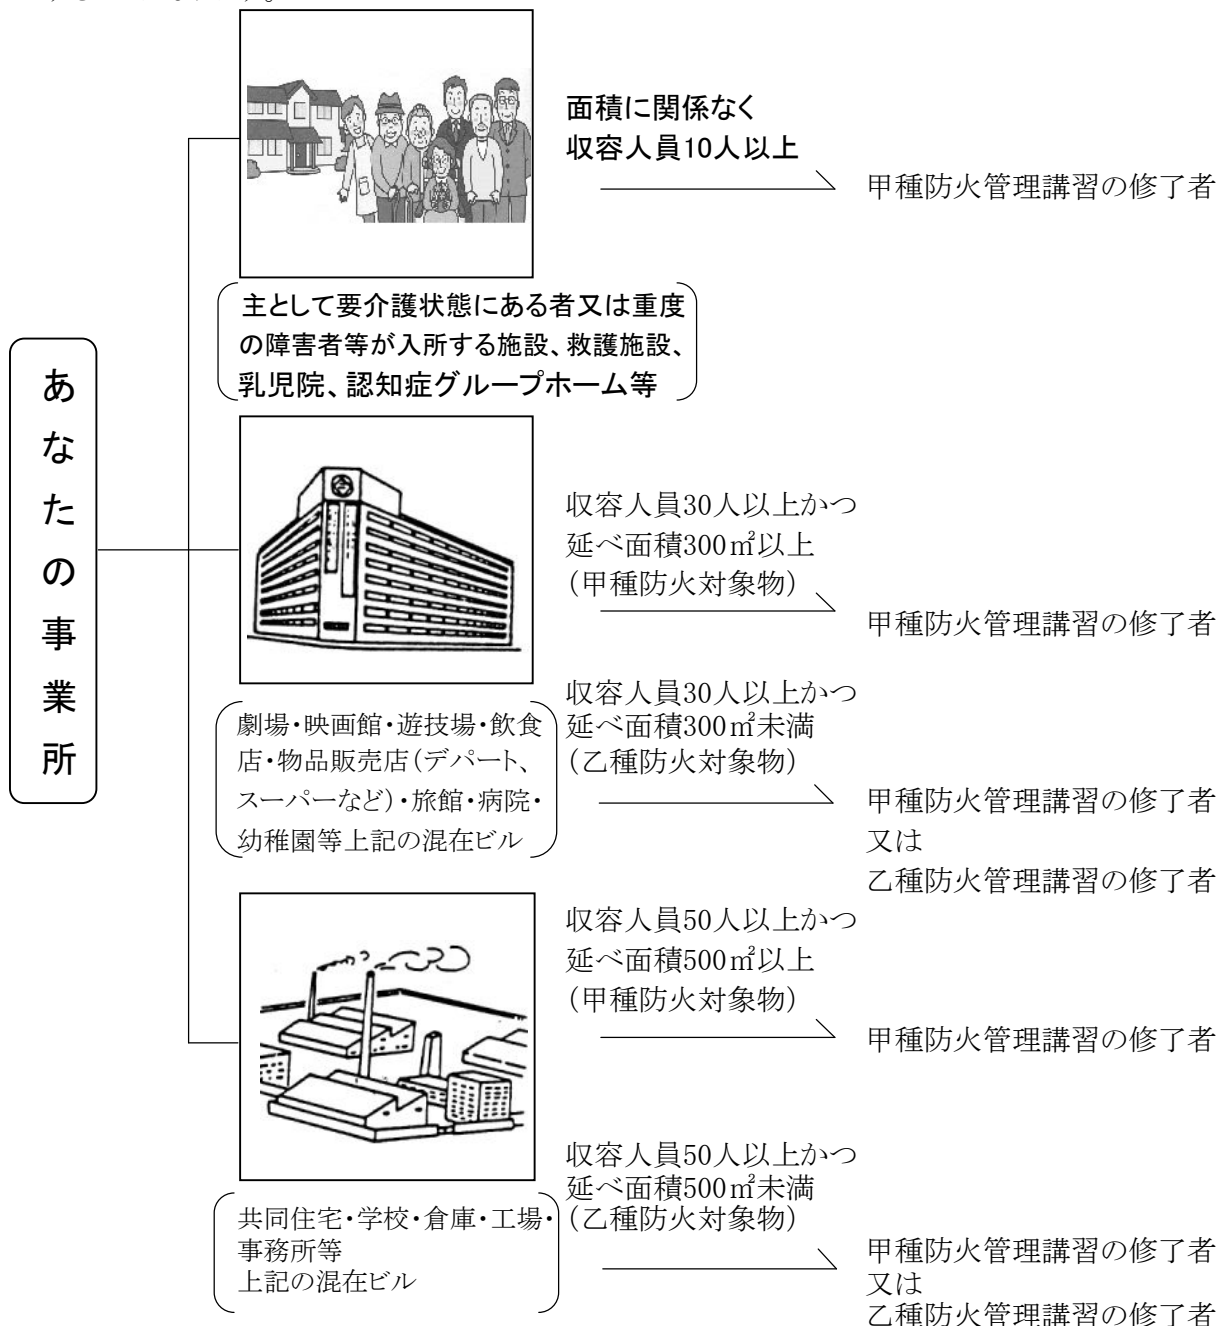 面積に関係なく
収容人員10人以上
甲種防火管理講習の修了者
主として要介護状態にある者又は重度
の障害者等が入所する施設、救護施設、
乳児院、認知症グループホーム等
あなたの事業所
収容人員30人以上かつ
延べ面積300㎡以上
(甲種防火対象物)
甲種防火管理講習の修了者
劇場・映画館・遊技場・飲食
店・物品販売店(デパート、
スーパーなど)・旅館・病院・
幼稚園等上記の混在ビル
収容人員30人以上かつ
延べ面積300㎡未満
(乙種防火対象物)
甲種防火管理講習の修了者
又は
乙種防火管理講習の修了者
収容人員50人以上かつ
延べ面積500㎡以上
(甲種防火対象物)
甲種防火管理講習の修了者
共同住宅・学校・倉庫・工場・
事務所等
上記の混在ビル
収容人員50人以上かつ
延べ面積500㎡未満
(乙種防火対象物)
甲種防火管理講習の修了者
又は
乙種防火管理講習の修了者